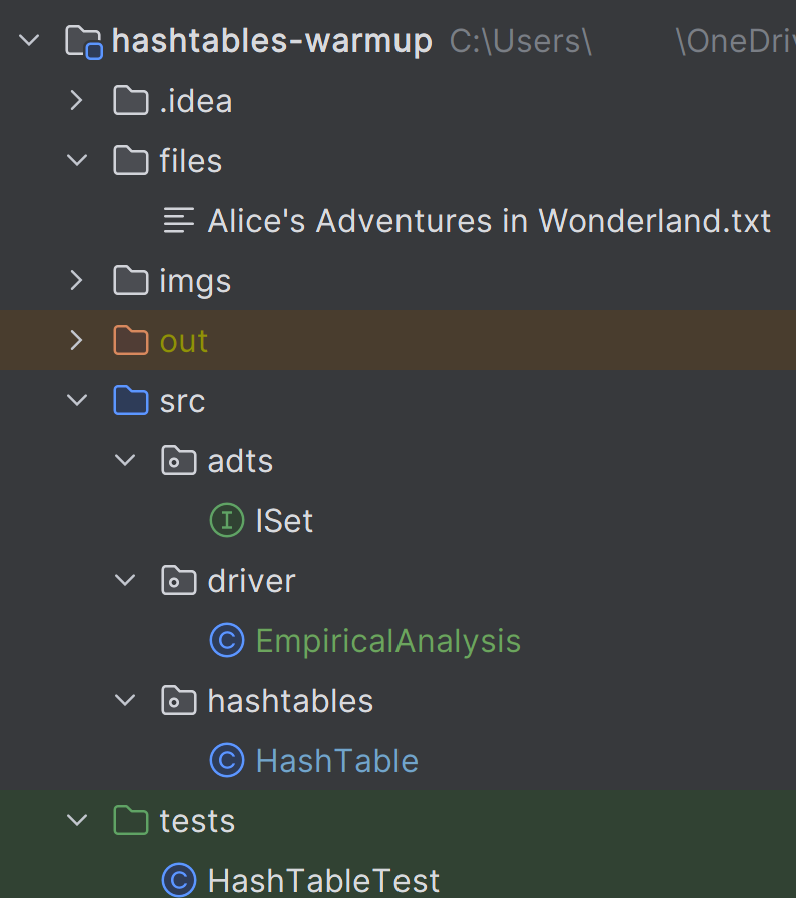 hashtables-warmup C:\Users\ \OneDri
.idea
files
Alice's Adventures in Wonderland.txt
imgs
out
src
adts
ISet
driver
EmpiricalAnalysis
hashtables
HashTable
tests
HashTableTest